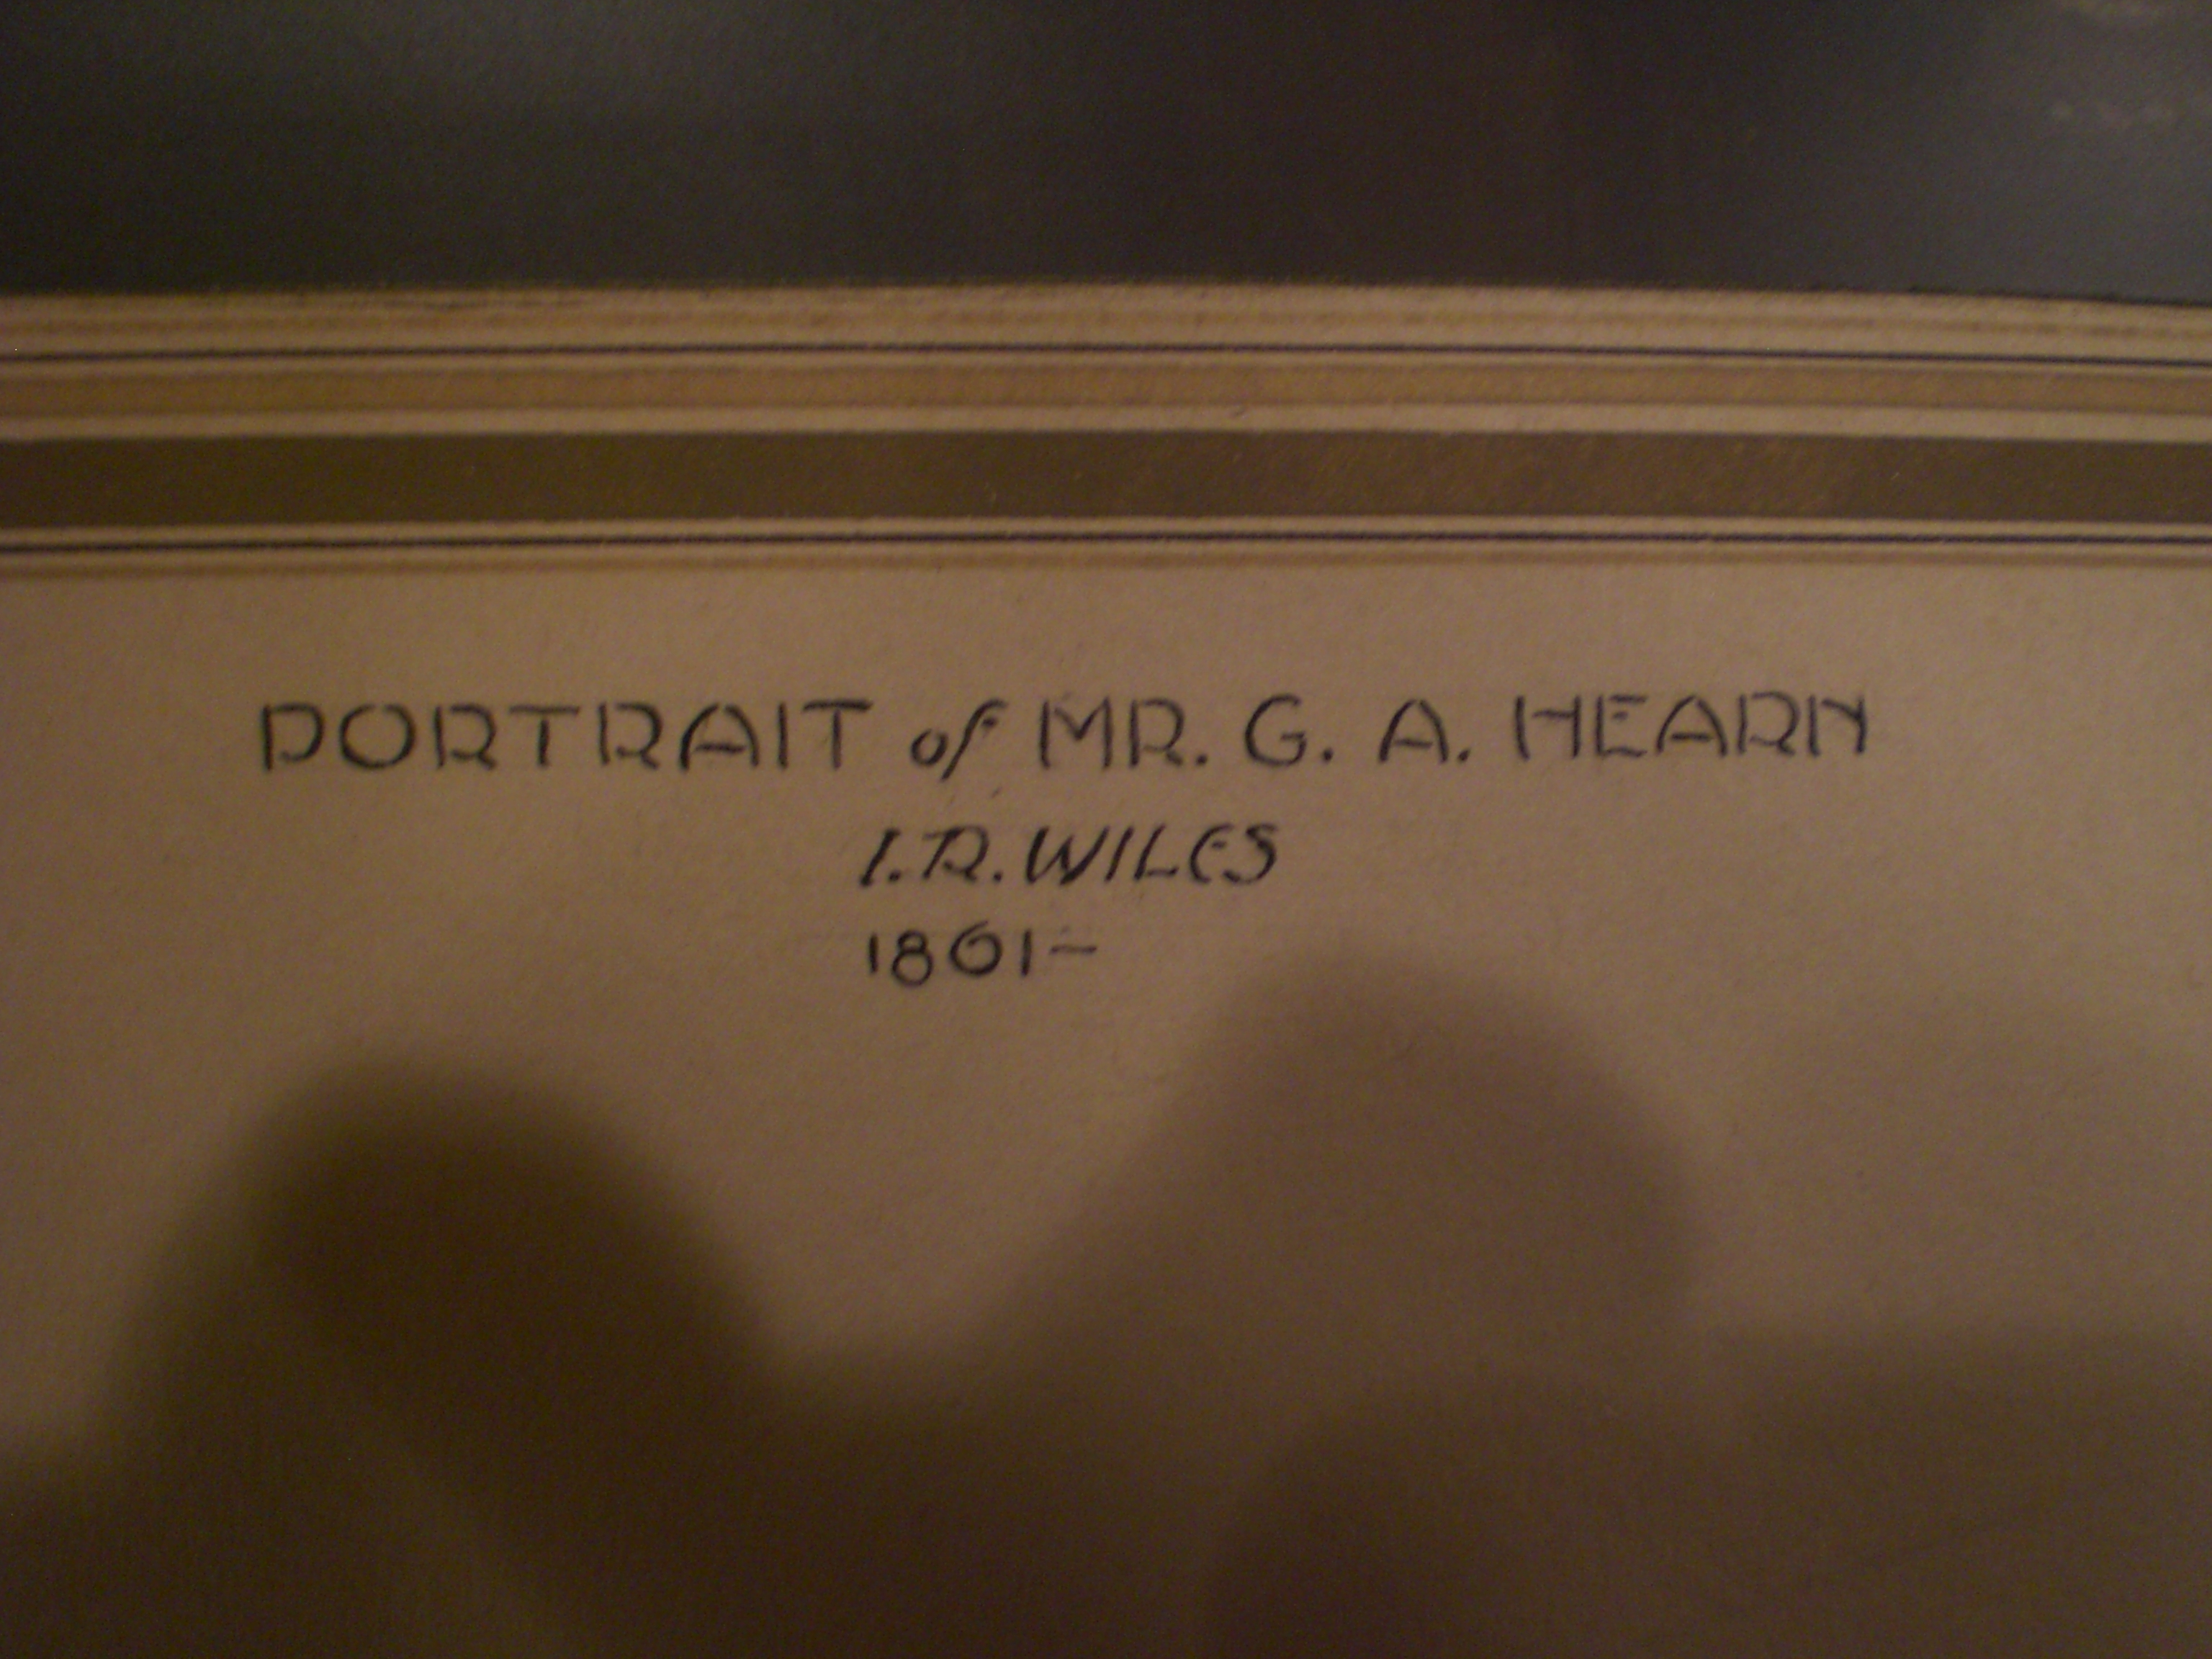 PORTRAIT of MR. G. A. HEARN
I.R. WILES
1861-